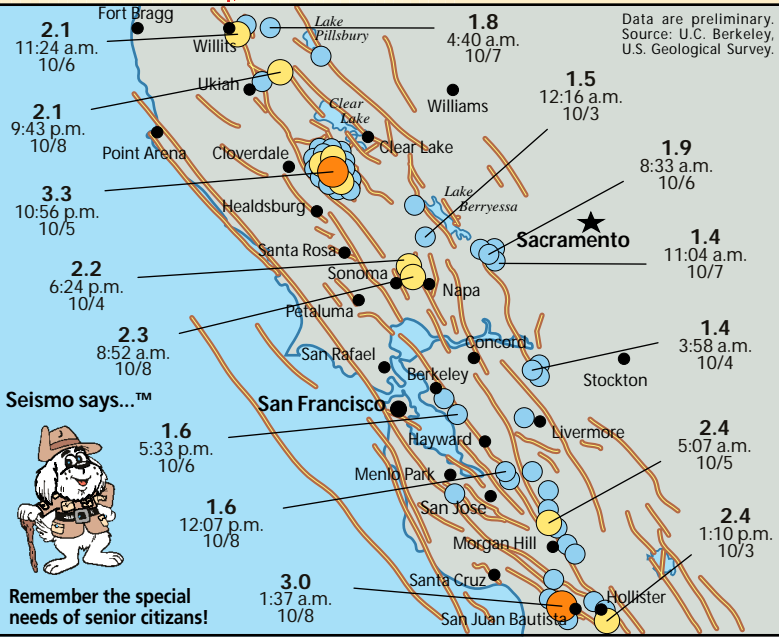 Fort Bragg
2.1
11:24 a.m.
10/6
Willits
Lake
Pillsbury
1.8
4:40 a.m.
10/7
Data are preliminary.
Source: U.C. Berkeley,
U.S. Geological Survey.
Ukiah
2.1
9:43 p.m.
10/8
Williams
1.5
12:16 a.m.
10/3
Clear
Lake
Clear Lake
Point Arena
Cloverdale
1.9
8:33 a.m.
10/6
3.3
10:56 p.m.
10/5
Healdsburg
Lake
Berryessa
Sacramento
1.4
11:04 a.m.
10/7
Santa Rosa
2.2
6:24 p.m.
10/4
Sonoma
Napa
Petaluma
2.3
8:52 a.m.
10/8
San Rafael
Concord
1.4
3:58 a.m.
10/4
Berkeley
Stockton
Seismo says...™
San Francisco
1.6
5:33 p.m.
10/6
Hayward
Livermore
2.4
5:07 a.m.
10/5
Menlo Park
San Jose
1.6
12:07 p.m.
10/8
Morgan Hill
2.4
1:10 p.m.
10/3
Santa Cruz
3.0
1:37 a.m.
10/8
Hollister
San Juan Bautista
Remember the special
needs of senior citizens!